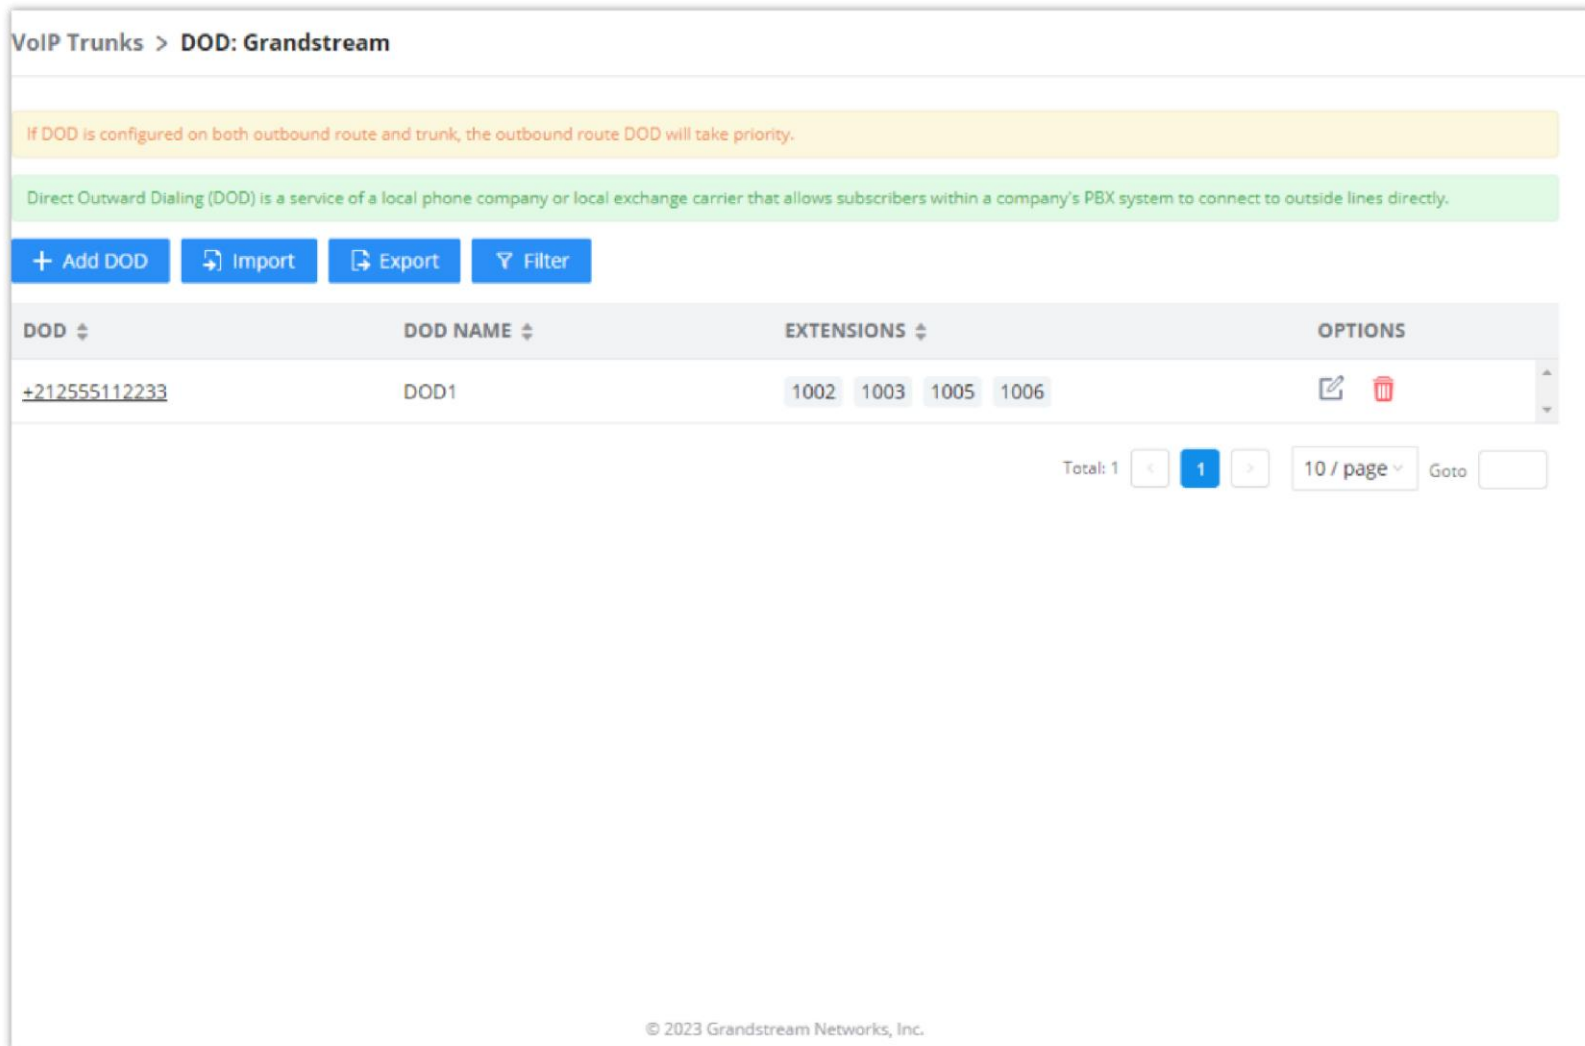 VoIP Trunks > DOD: Grandstream
If DOD is configured on both outbound route and trunk, the outbound route DOD will take priority.
Direct Outward Dialing (DOD) is a service of a local phone company or local exchange carrier that allows subscribers within a company's PBX system to connect to outside lines directly.
+ Add DOD Import Export Filter
DOD DOD NAME EXTENSIONS OPTIONS
+212555112233 DOD1 1002 1003 1005 1006
Total: 1 < 1 > 10 / page Goto
© 2023 Grandstream Networks, Inc.